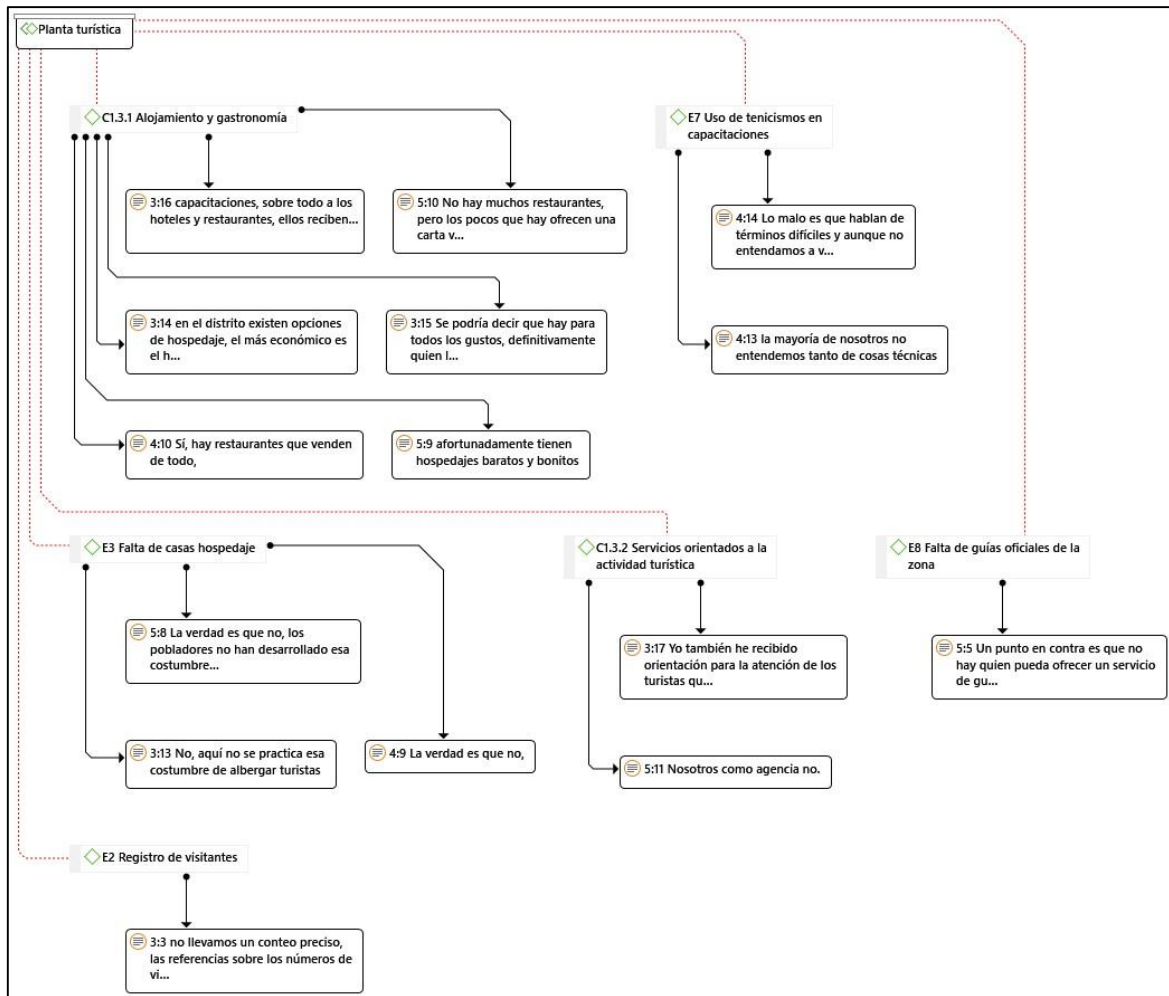 Planta turística
C1.3.1 Alojamiento y gastronomía
E7 Uso de tenicismos en
capacitaciones
3:16 capacitaciones, sobre todo a los
hoteles y restaurantes, ellos reciben...
5:10 No hay muchos restaurantes,
pero los pocos que hay ofrecen una
carta v...
4:14 Lo malo es que hablan de
términos difíciles y aunque no
entendamos a v...
3:14 en el distrito existen opciones
de hospedaje, el más económico es
el h...
3:15 Se podría decir que hay para
todos los gustos, definitivamente
quien l...
4:13 la mayoría de nosotros no
entendemos tanto de cosas técnicas
4:10 Sí, hay restaurantes que venden
de todo,
5:9 afortunadamente tienen
hospedajes baratos y bonitos
E3 Falta de casas hospedaje
C1.3.2 Servicios orientados a la
actividad turística
E8 Falta de guías oficiales de la
zona
5:8 La verdad es que no, los
pobladores no han desarrollado esa
costumbre...
3:17 Yo también he recibido
orientación para la atención de los
turistas qu...
5:5 Un punto en contra es que no
hay quien pueda ofrecer un servicio
de gu...
3:13 No, aquí no se practica esa
costumbre de albergar turistas
4:9 La verdad es que no,
5:11 Nosotros como agencia no.
E2 Registro de visitantes
3:3 no llevamos un conteo preciso,
las referencias sobre los números de
vi...